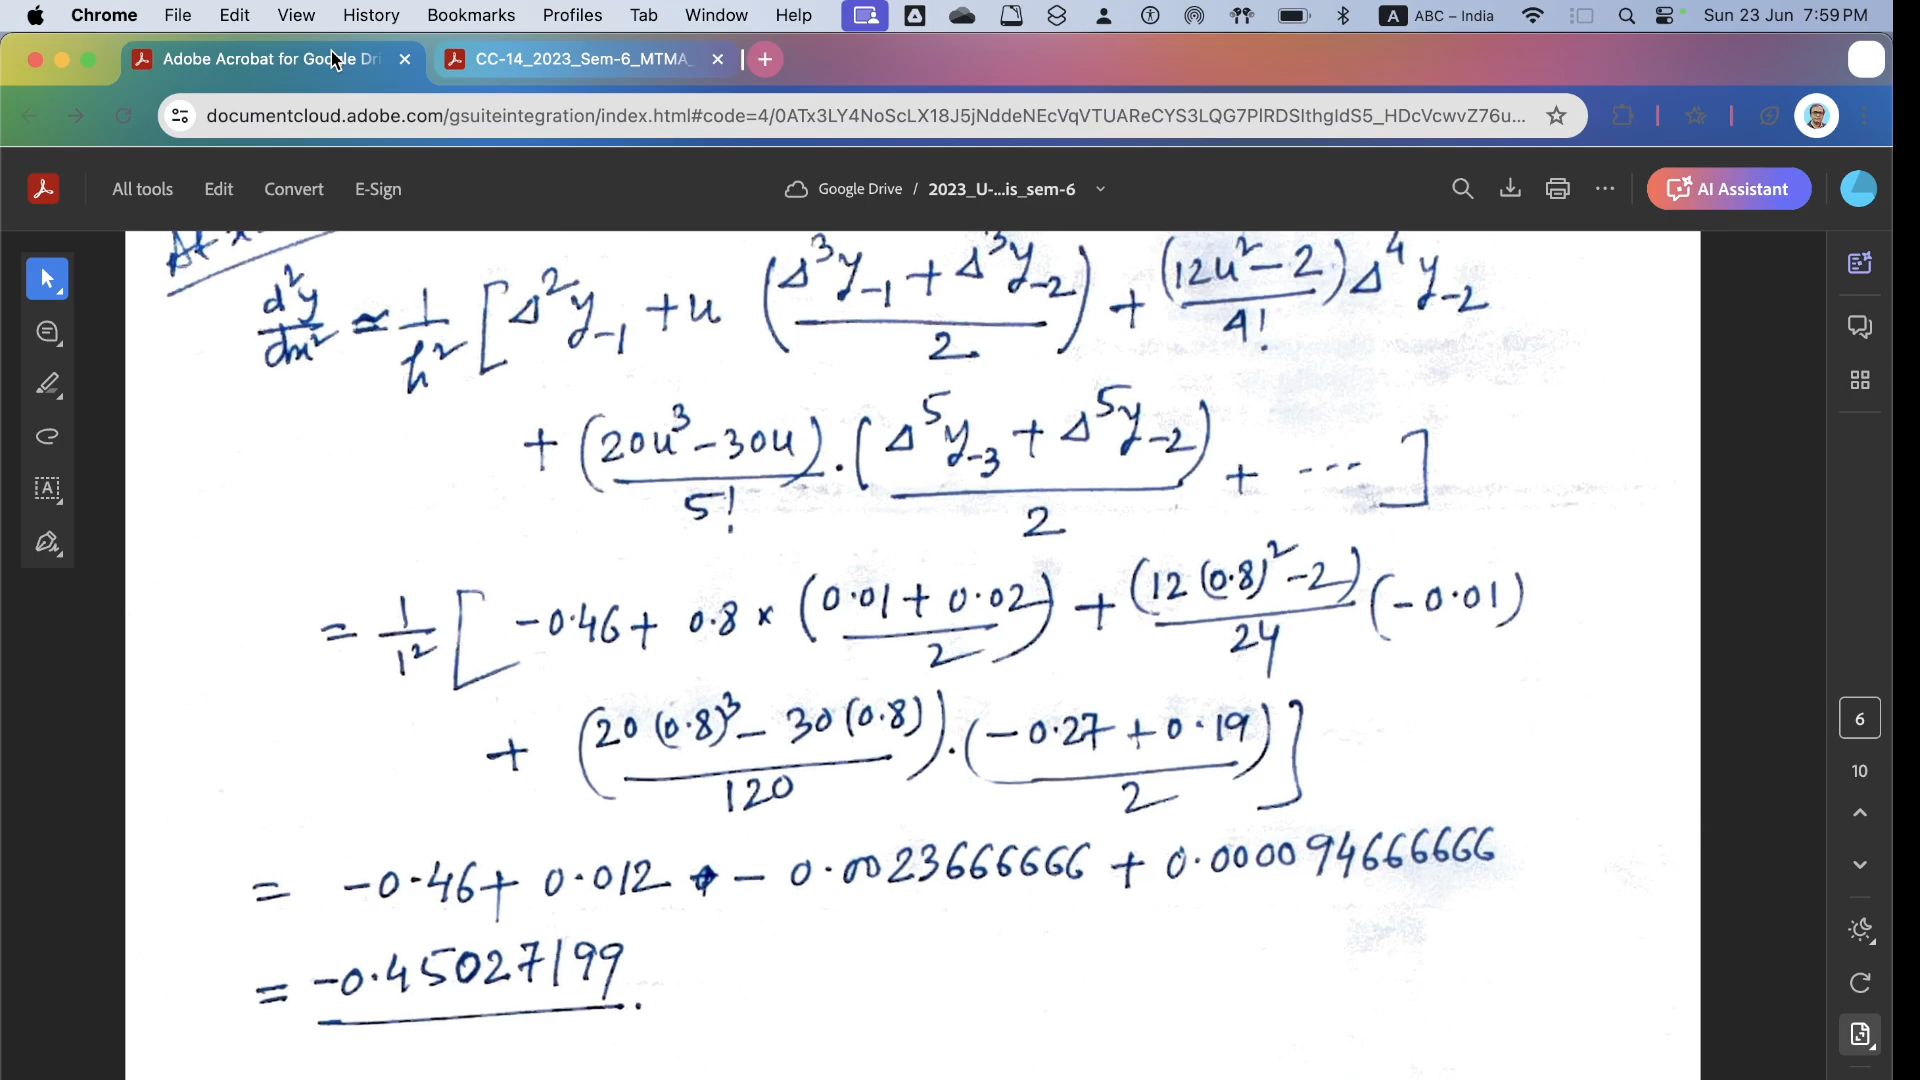 Chrome File Edit View History Bookmarks Profiles Tab Window Help A ABC – India Sun 23 Jun 7:59 PM
Adobe Acrobat for Google Dri CC-14_2023_Sem-6_MTMA_
documentcloud.adobe.com/gsuiteintegration/index.html#code=4/0ATx3LY4NoScLX18J5jNddeNEcVqVTUAReCYS3LQG7PlRDSIthgldS5_HDcVcwvZ76u...
All tools Edit Convert E-Sign Google Drive / 2023_U-...is_sem-6 AI Assistant
d²y/dx² ≃ 1/h² [Δ²y₋₁ + u (Δ³y₋₁ + Δ³y₋₂)/2 + (12u² − 2)/4! Δ⁴y₋₂
+ (20u³ − 30u)/5! · (Δ⁵y₋₃ + Δ⁵y₋₂)/2 + --- ]
= 1/1² [ −0.46 + 0.8 × (0.01 + 0.02)/2 + (12(0.8)² − 2)/24 (−0.01)
+ (20(0.8)³ − 30(0.8))/120 · (−0.27 + 0.19)/2 ]
= −0.46 + 0.012 − 0.0023666666 + 0.000094666666
= −0.45027199.
6
10